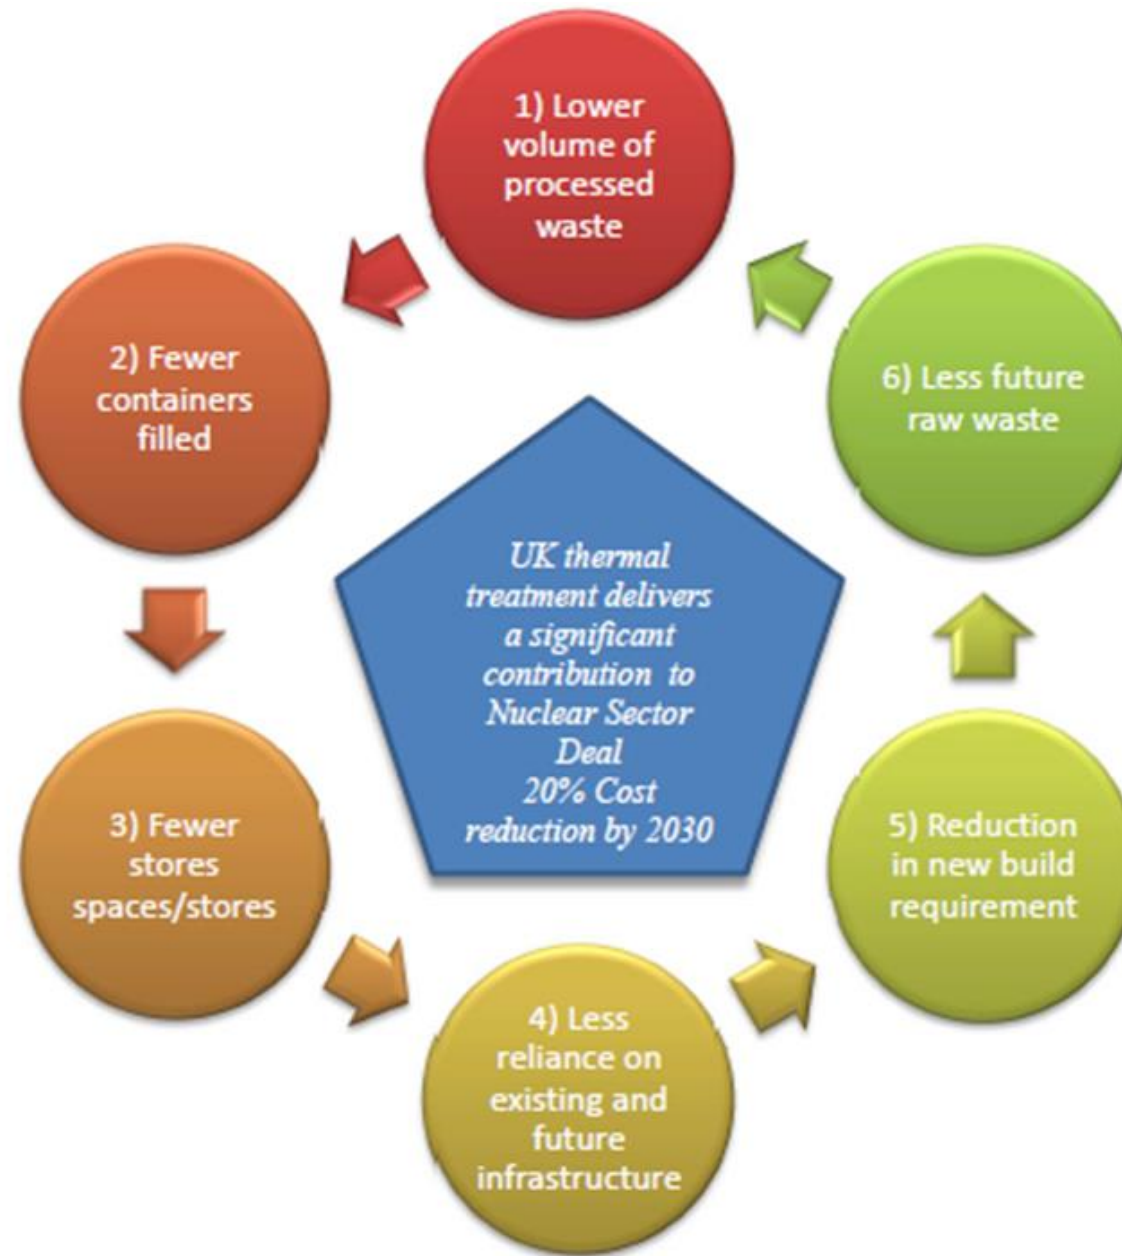 1) Lower
volume of
processed
waste
2) Fewer
containers
filled
3) Fewer
stores
spaces/stores
4) Less
reliance on
existing and
future
infrastructure
5) Reduction
in new build
requirement
6) Less future
raw waste
UK thermal
treatment delivers
a significant
contribution to
Nuclear Sector
Deal
20% Cost
reduction by 2030